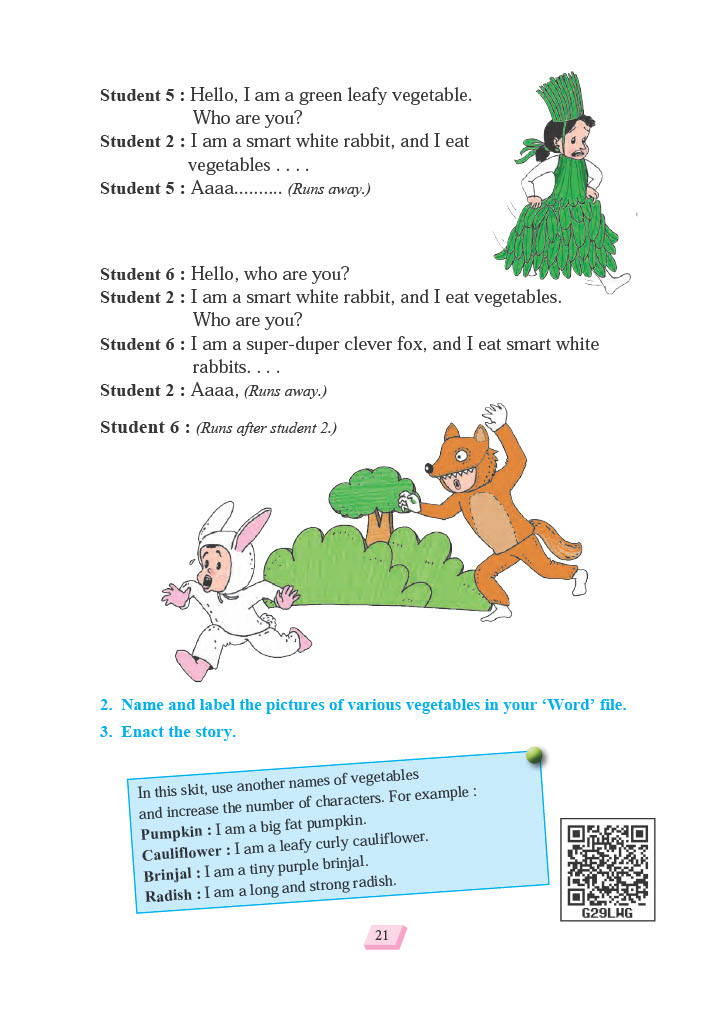 Student 5 : Hello, I am a green leafy vegetable.
Who are you?
Student 2 : I am a smart white rabbit, and I eat
vegetables . . . .
Student 5 : Aaaa.......... (Runs away.)
Student 6 : Hello, who are you?
Student 2 : I am a smart white rabbit, and I eat vegetables.
Who are you?
Student 6 : I am a super-duper clever fox, and I eat smart white
rabbits. . . .
Student 2 : Aaaa, (Runs away.)
Student 6 : (Runs after student 2.)
2. Name and label the pictures of various vegetables in your ‘Word’ file.
3. Enact the story.
In this skit, use another names of vegetables
and increase the number of characters. For example :
Pumpkin : I am a big fat pumpkin.
Cauliflower : I am a leafy curly cauliflower.
Brinjal : I am a tiny purple brinjal.
Radish : I am a long and strong radish.
G29LWG
21